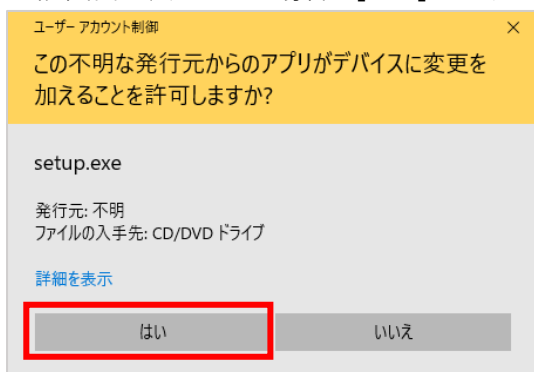 ユーザー アカウント制御
この不明な発行元からのアプリがデバイスに変更を
加えることを許可しますか?
setup.exe
発行元: 不明
ファイルの入手先: CD/DVD ドライブ
詳細を表示
はい
いいえ